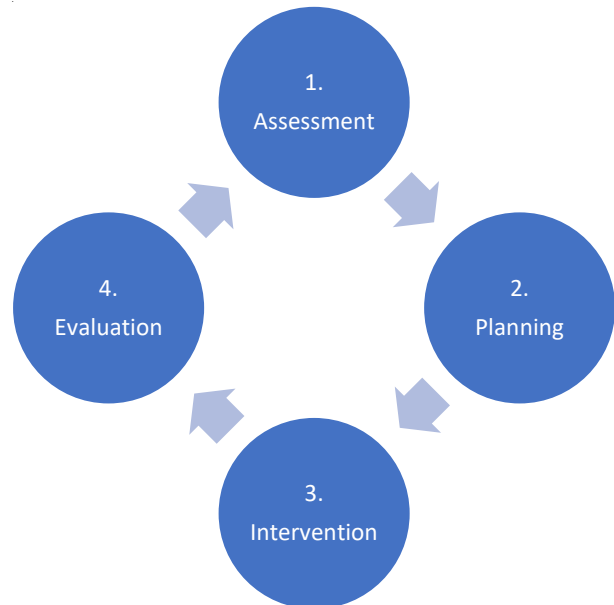 1.
Assessment
2.
Planning
3.
Intervention
4.
Evaluation